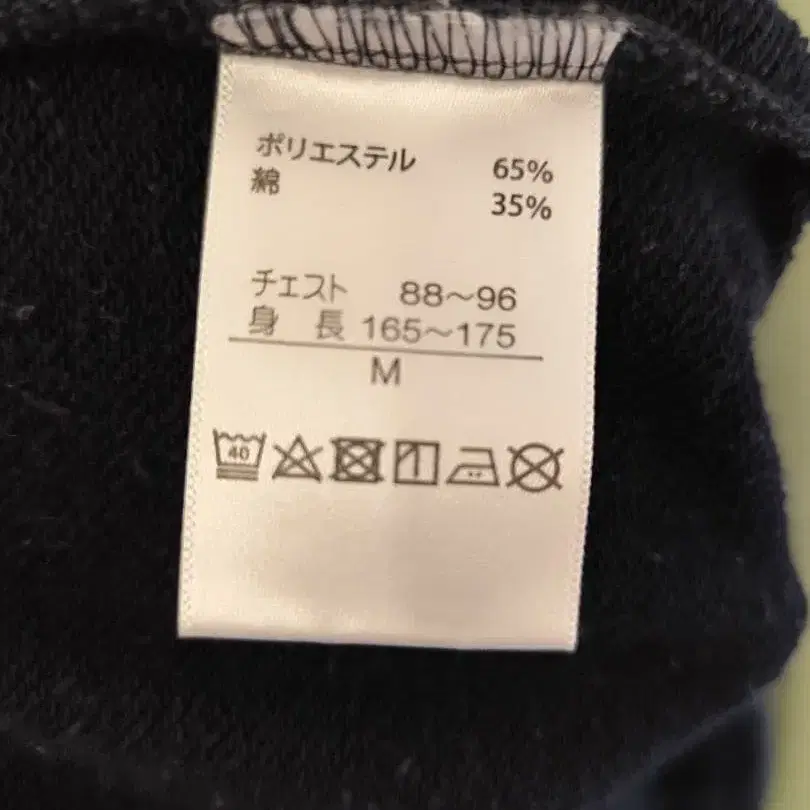 ポリエステル 65%
綿 35%
チェスト 88～96
身 長 165～175
M
40